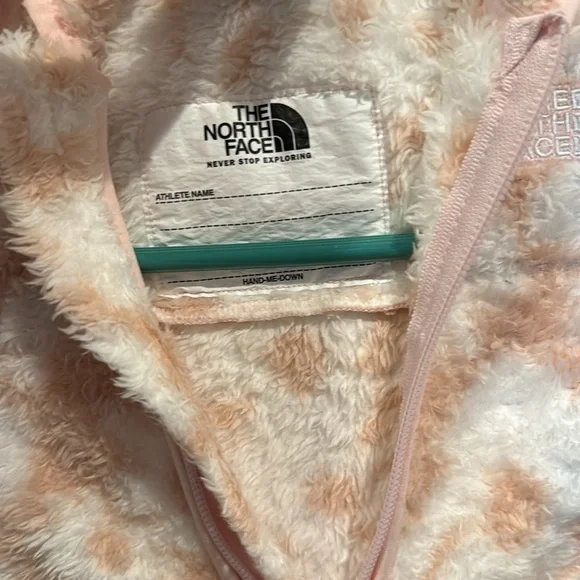 THE
NORTH
FACE
NEVER STOP EXPLORING
ATHLETE NAME
HAND-ME-DOWN